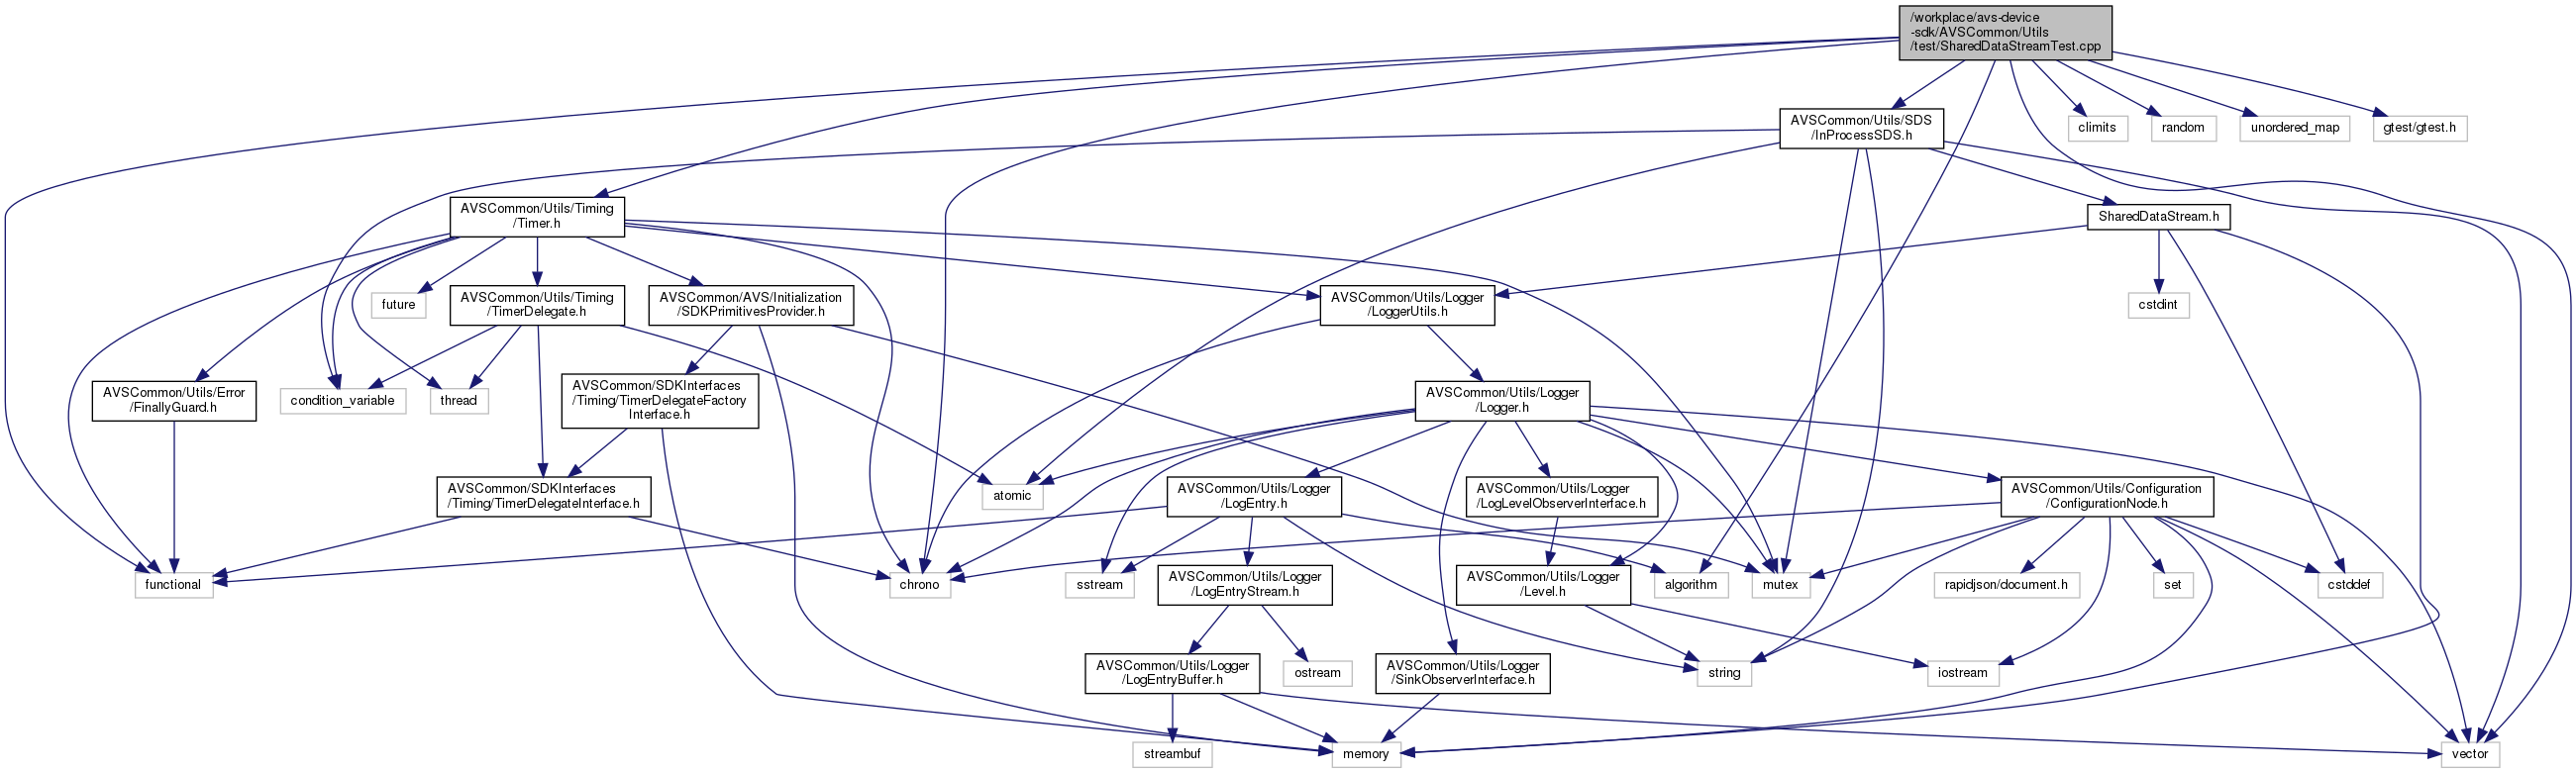 /workplace/avs-device
-sdk/AVSCommon/Utils
/test/SharedDataStreamTest.cpp
AVSCommon/Utils/SDS
/InProcessSDS.h
climits
random
unordered_map
gtest/gtest.h
AVSCommon/Utils/Timing
/Timer.h
SharedDataStream.h
future
AVSCommon/Utils/Timing
/TimerDelegate.h
AVSCommon/AVS/Initialization
/SDKPrimitivesProvider.h
AVSCommon/Utils/Logger
/LoggerUtils.h
cstdint
AVSCommon/Utils/Error
/FinallyGuard.h
condition_variable
thread
AVSCommon/SDKInterfaces
/Timing/TimerDelegateFactory
Interface.h
AVSCommon/Utils/Logger
/Logger.h
AVSCommon/SDKInterfaces
/Timing/TimerDelegateInterface.h
atomic
AVSCommon/Utils/Logger
/LogEntry.h
AVSCommon/Utils/Logger
/LogLevelObserverInterface.h
AVSCommon/Utils/Configuration
/ConfigurationNode.h
functional
chrono
sstream
AVSCommon/Utils/Logger
/LogEntryStream.h
AVSCommon/Utils/Logger
/Level.h
algorithm
mutex
rapidjson/document.h
set
cstddef
AVSCommon/Utils/Logger
/LogEntryBuffer.h
ostream
AVSCommon/Utils/Logger
/SinkObserverInterface.h
string
iostream
streambuf
memory
vector